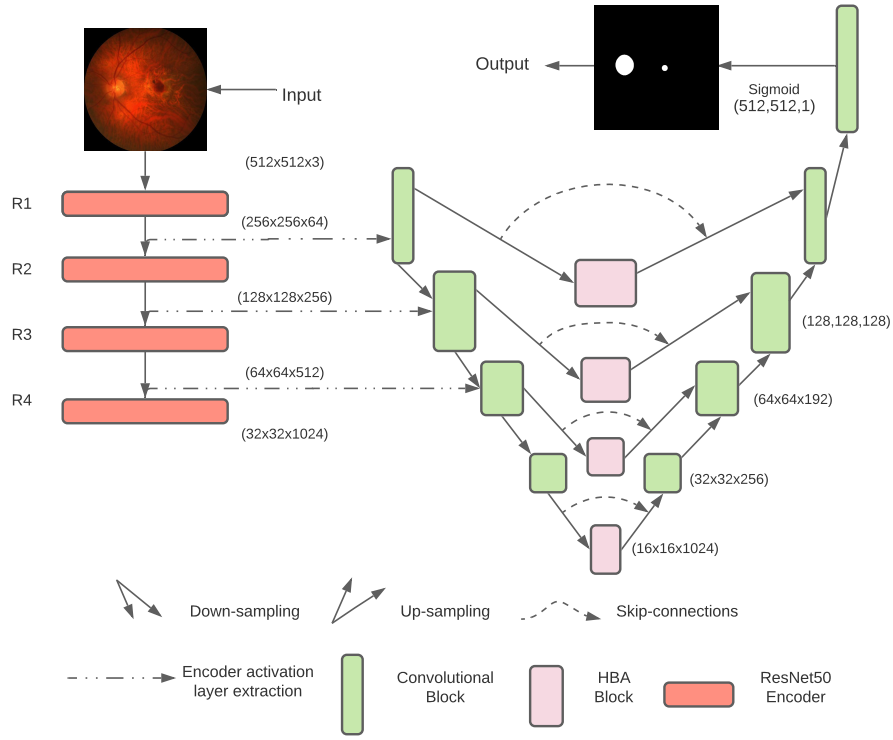 Input
Output
Sigmoid
(512,512,1)
(512x512x3)
R1
(256x256x64)
R2
(128x128x256)
R3
(64x64x512)
R4
(32x32x1024)
(128,128,128)
(64x64x192)
(32x32x256)
(16x16x1024)
Down-sampling
Up-sampling
Skip-connections
Encoder activation
layer extraction
Convolutional
Block
HBA
Block
ResNet50
Encoder